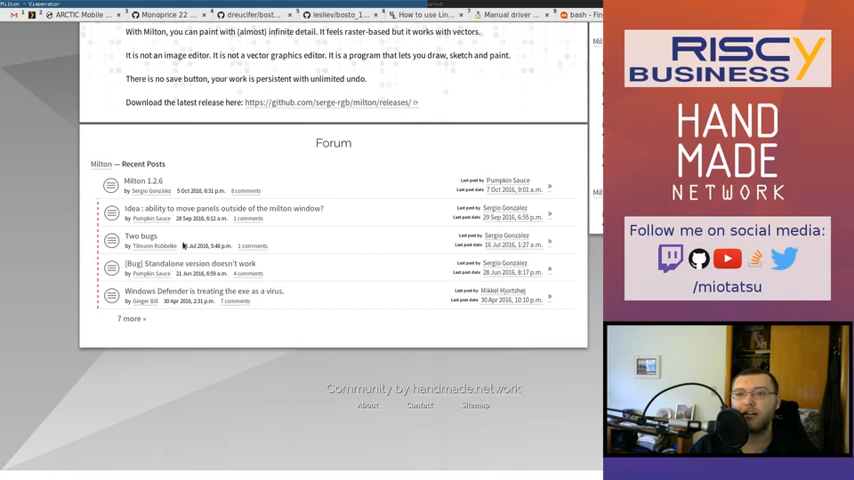 Milton - Vimperator
1
2
ARCTIC Mobile ...
3
Monoprice 22 ...
4
dreucifer/bost...
5
lesliev/bosto_1...
6
How to use Lin...
7
Manual driver ...
8
bash - Fin
With Milton, you can paint with (almost) infinite detail. It feels raster-based but it works with vectors.
It is not an image editor. It is not a vector graphics editor. It is a program that lets you draw, sketch and paint.
There is no save button, your work is persistent with unlimited undo.
Download the latest release here: https://github.com/serge-rgb/milton/releases/
Forum
Milton — Recent Posts
Milton 1.2.6
by Sergio González 5 Oct 2016, 6:31 p.m. 8 comments
Last post by Pumpkin Sauce
Last post date 7 Oct 2016, 9:01 a.m. »
Idea : ability to move panels outside of the milton window?
by Pumpkin Sauce 28 Sep 2016, 6:12 a.m. 1 comments
Last post by Sergio González
Last post date 29 Sep 2016, 6:55 p.m. »
Two bugs
by Tilmann Rübbelke Jul 2016, 5:48 p.m. 1 comments
Last post by Sergio González
Last post date 16 Jul 2016, 1:27 a.m. »
[Bug] Standalone version doesn't work
by Pumpkin Sauce 21 Jun 2016, 6:59 a.m. 4 comments
Last post by Sergio González
Last post date 28 Jun 2016, 8:17 p.m. »
Windows Defender is treating the exe as a virus.
by Ginger Bill 30 Apr 2016, 2:31 p.m. 7 comments
Last post by Mikkel Hjortshøj
Last post date 30 Apr 2016, 10:10 p.m. »
7 more »
Community by handmade.network
About Contact Sitemap
RISCY
BUSINESS
HAND
MADE
NETWORK
Follow me on social media:
/miotatsu